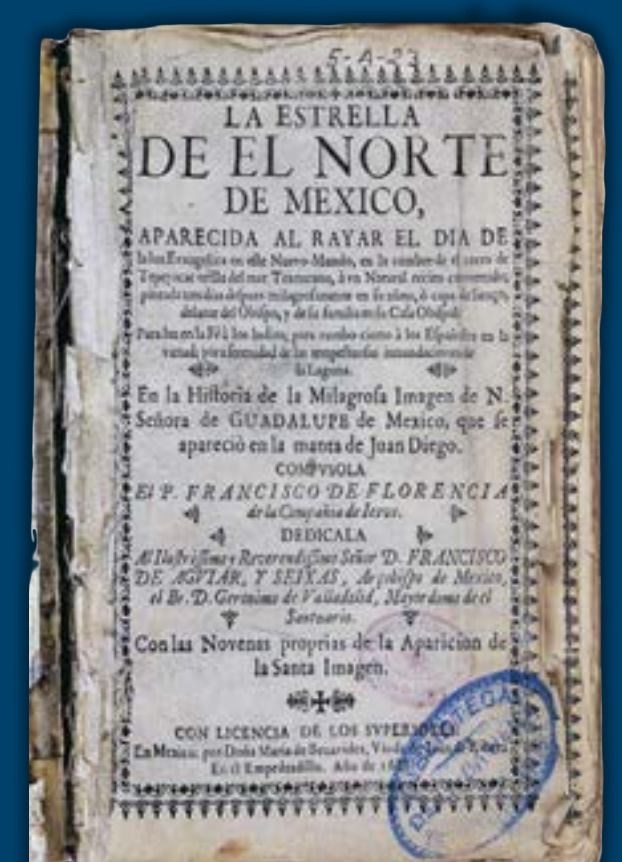 5-4-23
LA ESTRELLA
DE EL NORTE
DE MEXICO,
APARECIDA AL RAYAR EL DIA DE
la luz Evangelica en este Nuevo-Mundo, en la cumbre de el cerro de
Tepeyacac orilla del mar Tezcucano, à un Natural recien convertido;
pintada tres dias despues milagrosamente en su tilma, ò capa de
delante del Obispo, y de su familia en su Casa Obispal:
Para luz en la Fè à los Indios; para rumbo cierto à los Españoles en la
virtud; para serenidad de las tempestuosas inundaciones de
la Laguna.
En la Historia de la Milagrosa Imagen de N.
Señora de GUADALUPE de Mexico, que se
apareciò en la manta de Juan Diego.
COMPVSOLA
El P. FRANCISCO DE FLORENCIA
de la Compañia de Iesus.
DEDICALA
Al Illustrissimo y Reverendissimo Señor D. FRANCISCO
DE AGVIAR, Y SEIXAS, Arçobispo de Mexico,
el Br. D. Geronimo de Valladolid, Mayordomo de el
Santuario.
Con las Novenas proprias de la Aparicion de
la Santa Imagen.
CON LICENCIA DE LOS SVPERIORES:
En Mexico: por Doña Maria de Benavides, Viuda de Juan de Ribera
En el Empedradillo. Año de